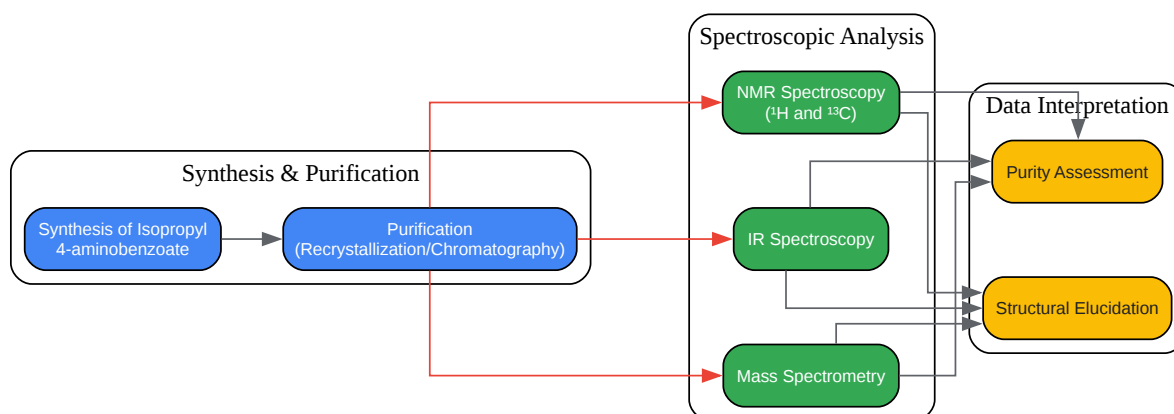 Synthesis & Purification
Synthesis of Isopropyl
4-aminobenzoate
Purification
(Recrystallization/Chromatography)
Spectroscopic Analysis
NMR Spectroscopy
(¹H and ¹³C)
IR Spectroscopy
Mass Spectrometry
Data Interpretation
Purity Assessment
Structural Elucidation